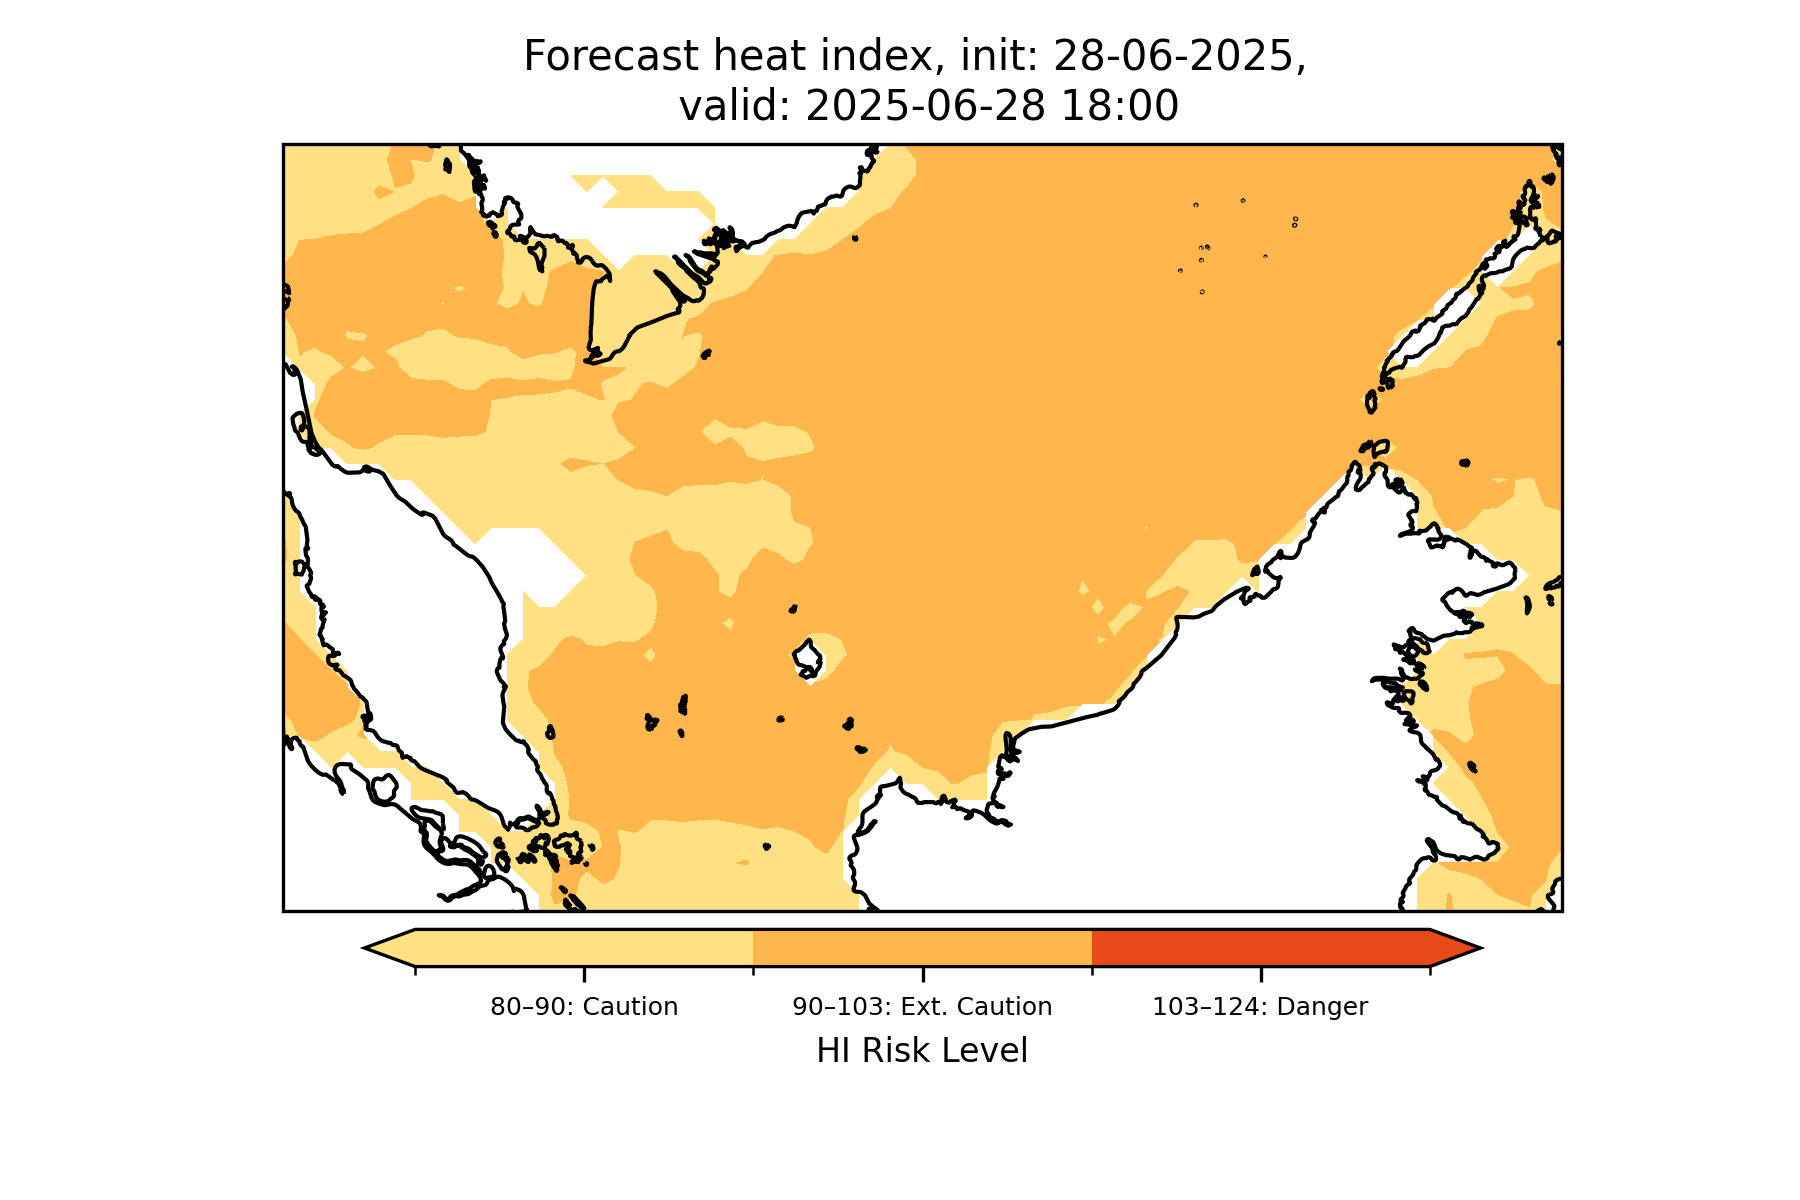 Forecast heat index, init: 28-06-2025,
valid: 2025-06-28 18:00
80–90: Caution
90–103: Ext. Caution
103–124: Danger
HI Risk Level